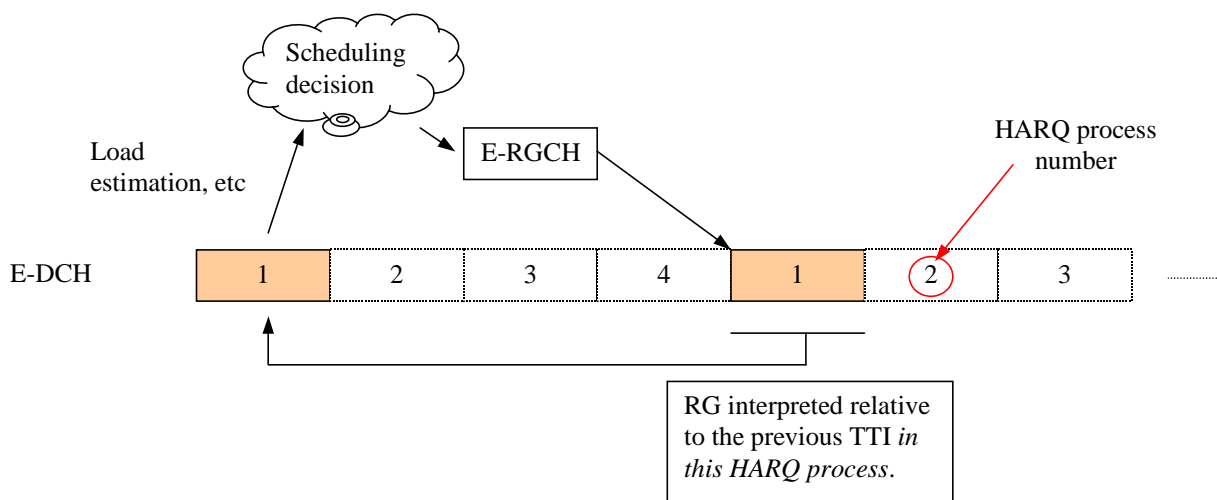 Scheduling
decision
HARQ process
number
E-RGCH
Load
estimation, etc
E-DCH
1
2
3
4
1
2
3
RG interpreted relative
to the previous TTI in
this HARQ process.